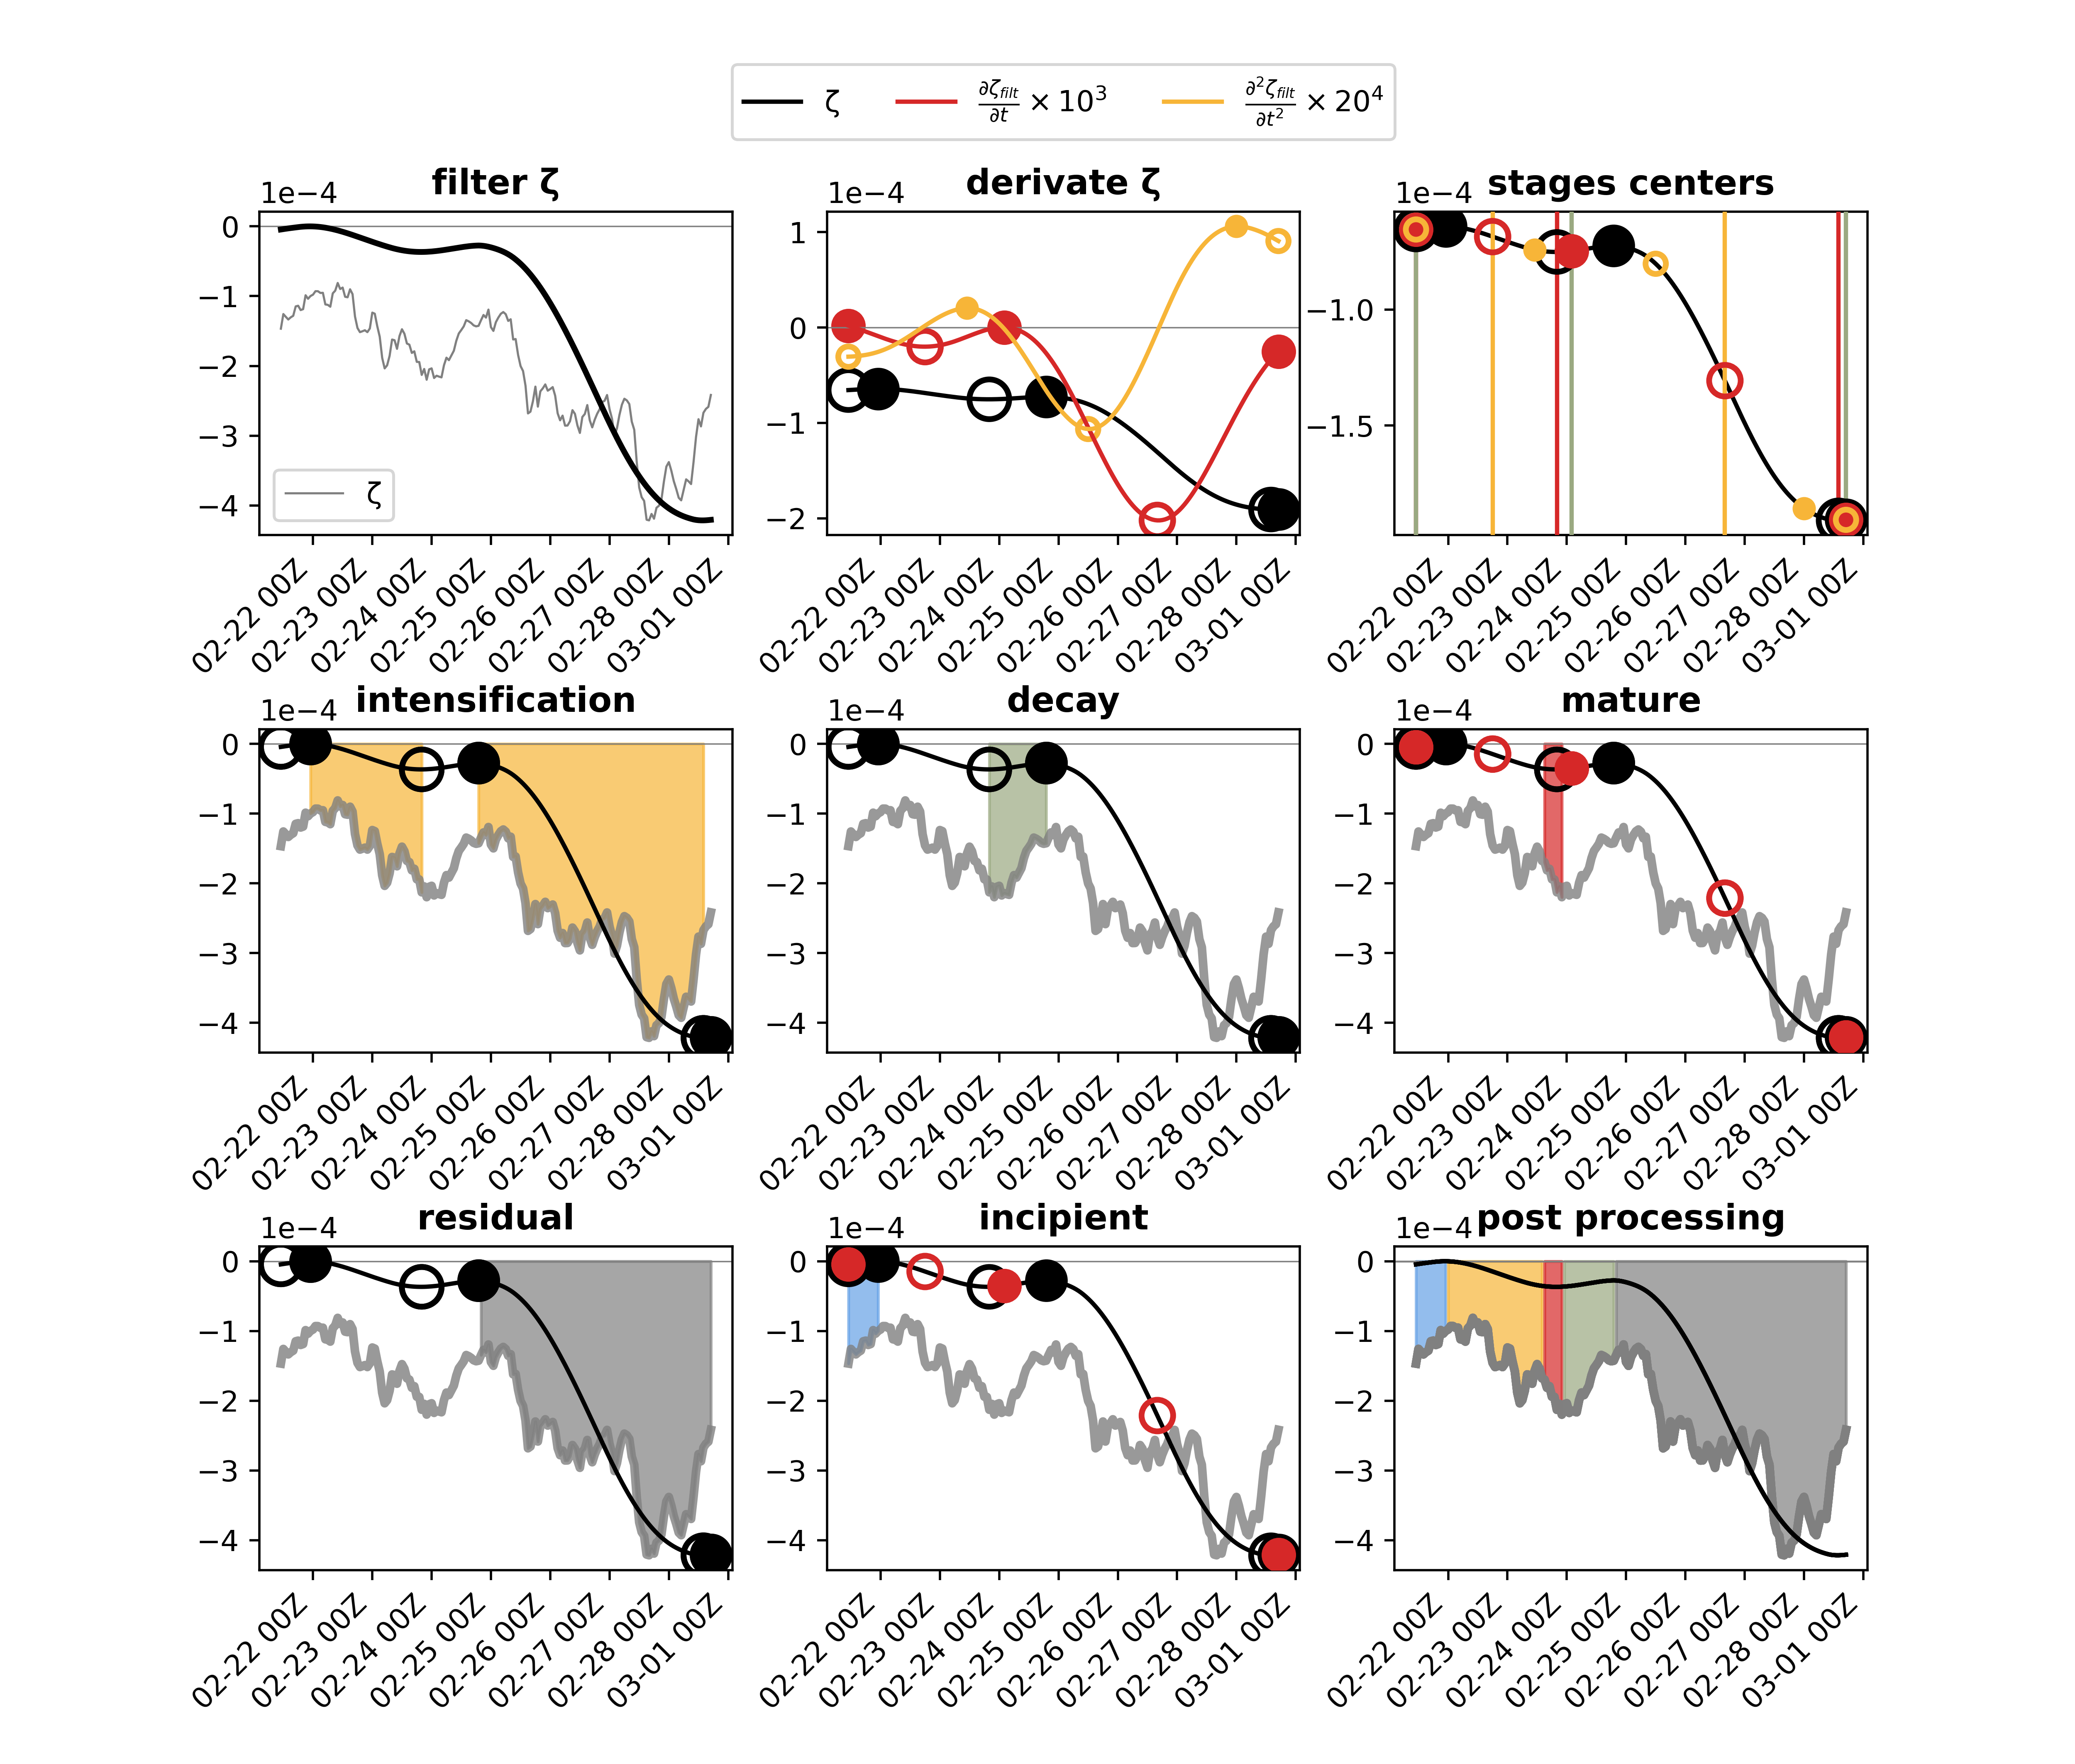 ζ ∂ζfilt/∂t × 10³ ∂²ζfilt/∂t² × 20⁴
filter ζ derivate ζ stages centers
1e−4 1e−4 1e−4
0
−1
−2
−3
−4
ζ
02-22 00Z 02-23 00Z 02-24 00Z 02-25 00Z 02-26 00Z 02-27 00Z 02-28 00Z 03-01 00Z
1
0
−1
−2
02-22 00Z 02-23 00Z 02-24 00Z 02-25 00Z 02-26 00Z 02-27 00Z 02-28 00Z 03-01 00Z
−1.0
−1.5
02-22 00Z 02-23 00Z 02-24 00Z 02-25 00Z 02-26 00Z 02-27 00Z 02-28 00Z 03-01 00Z
intensification decay mature
1e−4 1e−4 1e−4
0
−1
−2
−3
−4
02-22 00Z 02-23 00Z 02-24 00Z 02-25 00Z 02-26 00Z 02-27 00Z 02-28 00Z 03-01 00Z
0
−1
−2
−3
−4
02-22 00Z 02-23 00Z 02-24 00Z 02-25 00Z 02-26 00Z 02-27 00Z 02-28 00Z 03-01 00Z
0
−1
−2
−3
−4
02-22 00Z 02-23 00Z 02-24 00Z 02-25 00Z 02-26 00Z 02-27 00Z 02-28 00Z 03-01 00Z
residual incipient post processing
1e−4 1e−4 1e−4
0
−1
−2
−3
−4
02-22 00Z 02-23 00Z 02-24 00Z 02-25 00Z 02-26 00Z 02-27 00Z 02-28 00Z 03-01 00Z
0
−1
−2
−3
−4
02-22 00Z 02-23 00Z 02-24 00Z 02-25 00Z 02-26 00Z 02-27 00Z 02-28 00Z 03-01 00Z
0
−1
−2
−3
−4
02-22 00Z 02-23 00Z 02-24 00Z 02-25 00Z 02-26 00Z 02-27 00Z 02-28 00Z 03-01 00Z